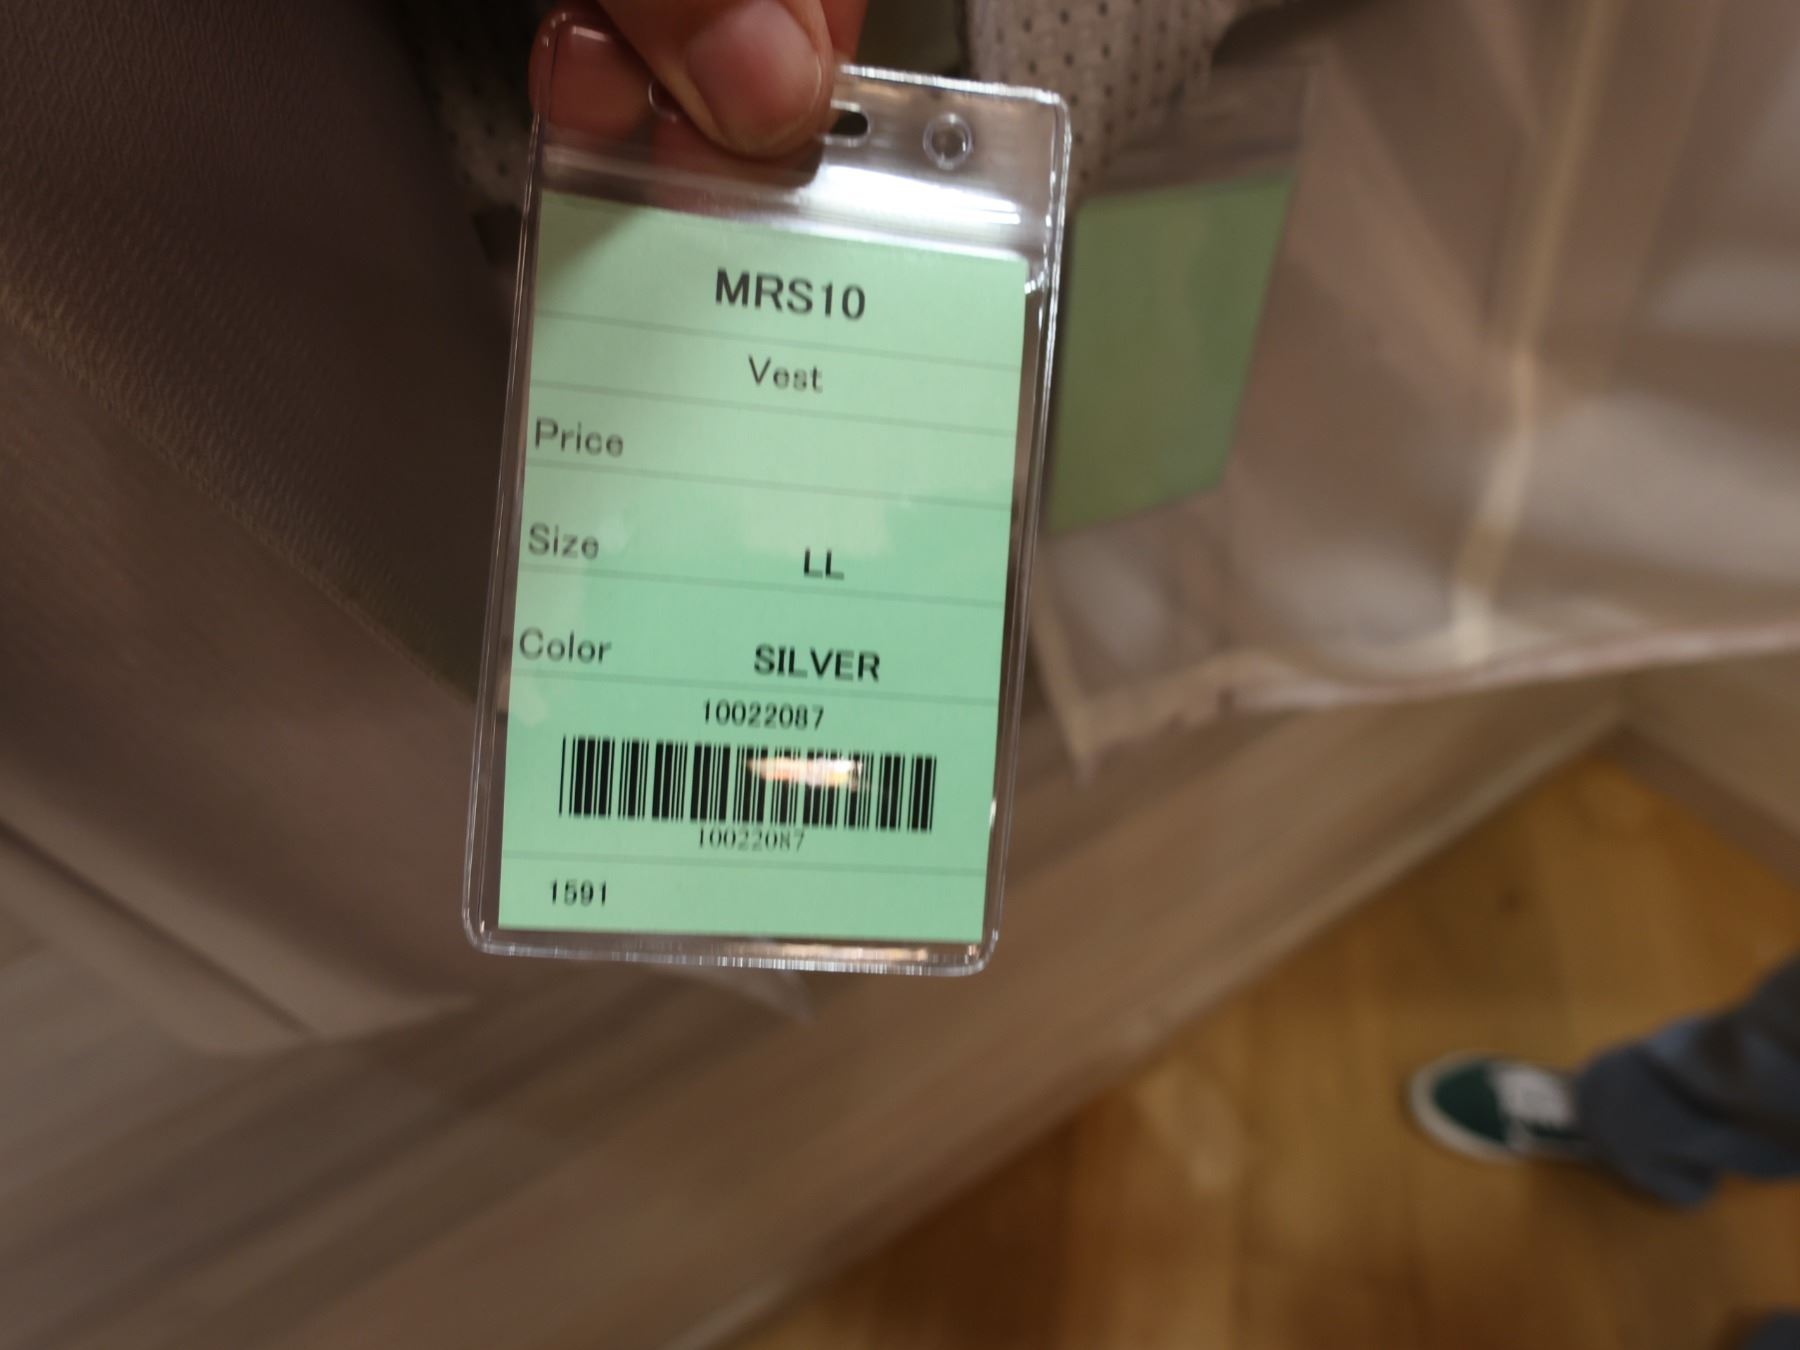 MRS10
Vest
Price
Size LL
Color SILVER
10022087
10022087
1591